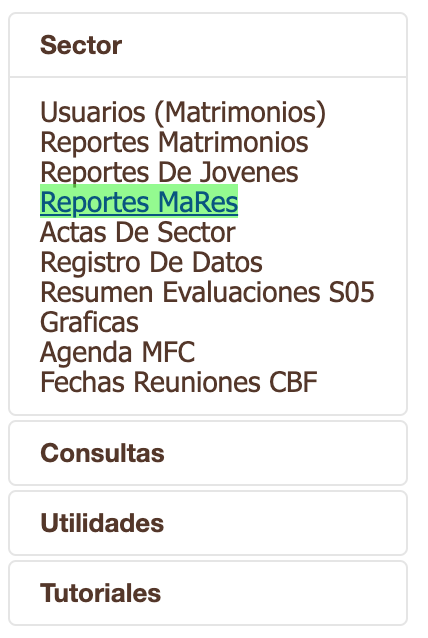 Sector
Usuarios (Matrimonios)
Reportes Matrimonios
Reportes De Jovenes
Reportes MaRes
Actas De Sector
Registro De Datos
Resumen Evaluaciones S05
Graficas
Agenda MFC
Fechas Reuniones CBF
Consultas
Utilidades
Tutoriales